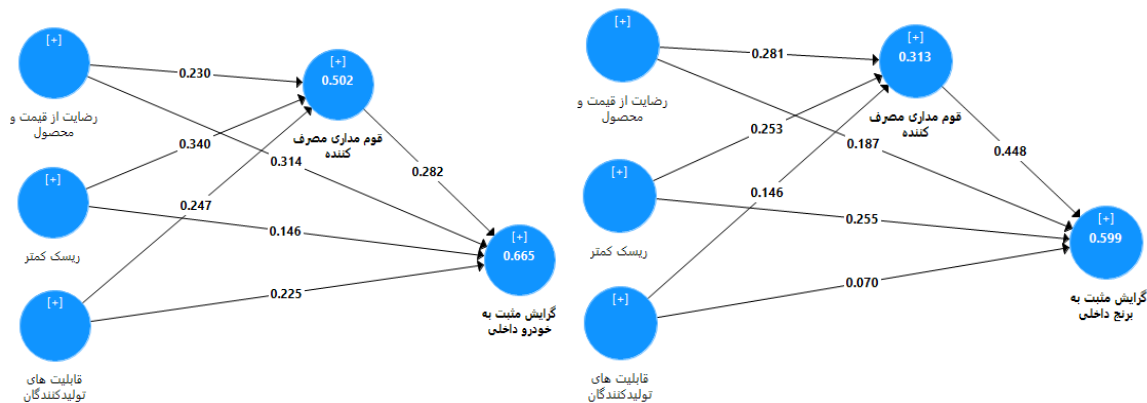 [+]
رضایت از قیمت و
محصول
[+]
ریسک کمتر
[+]
قابلیت های
تولیدکنندگان
0.230
0.340
0.314
0.247
0.146
0.225
[+]
0.502
قوم مداری مصرف
کننده
0.282
[+]
0.665
گرایش مثبت به
خودرو داخلی
[+]
رضایت از قیمت و
محصول
[+]
ریسک کمتر
[+]
قابلیت های
تولیدکنندگان
0.281
0.253
0.187
0.146
0.255
0.070
[+]
0.313
قوم مداری مصرف
کننده
0.448
[+]
0.599
گرایش مثبت به
برنج داخلی